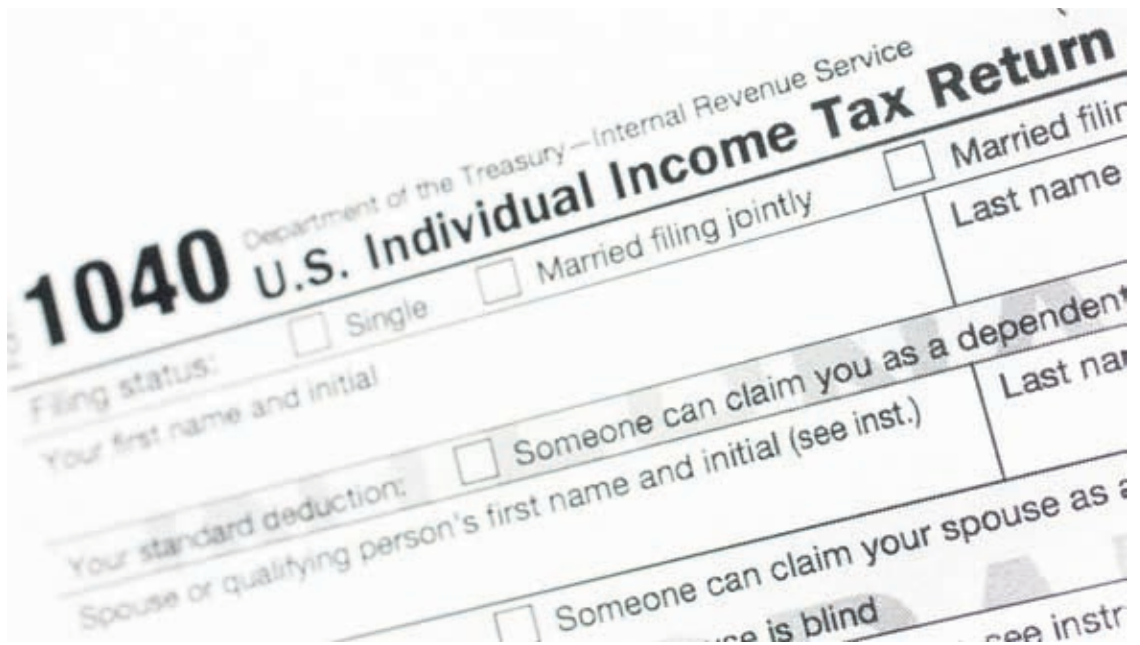 1040 Department of the Treasury—Internal Revenue Service
U.S. Individual Income Tax Return
Filing status: Single Married filing jointly Married
Your first name and initial Last name
Your standard deduction: Someone can claim you as a dependent
Spouse or qualifying person's first name and initial (see inst.) Last
Someone can claim your spouse as
is blind
see